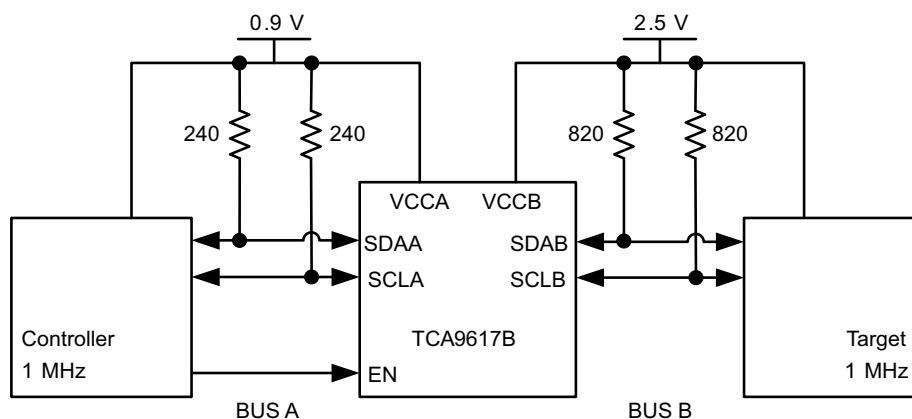 0.9 V
2.5 V
240
240
820
820
VCCA
VCCB
SDAA
SDAB
SCLA
SCLB
Controller
1 MHz
TCA9617B
Target
1 MHz
EN
BUS A
BUS B